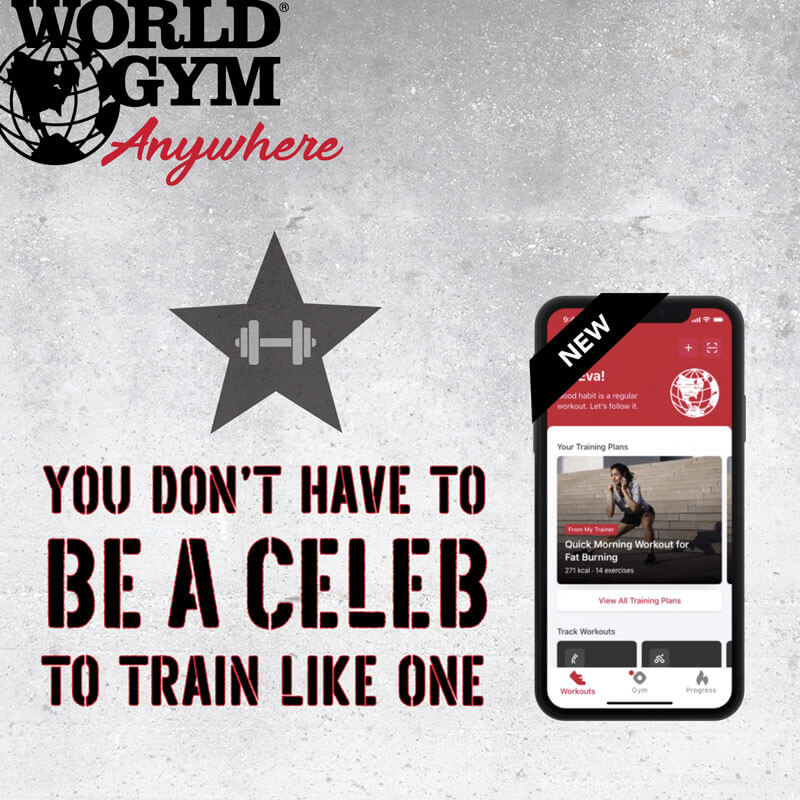 WORLD®
GYM
Anywhere
YOU DON'T HAVE TO
BE A CELEB
TO TRAIN LIKE ONE
NEW
Eva!
Good habit is a regular
workout. Let's follow it.
Your Training Plans
From My Trainer
Quick Morning Workout for
Fat Burning
271 kcal · 14 exercises
View All Training Plans
Track Workouts
Workouts
Gym
Progress